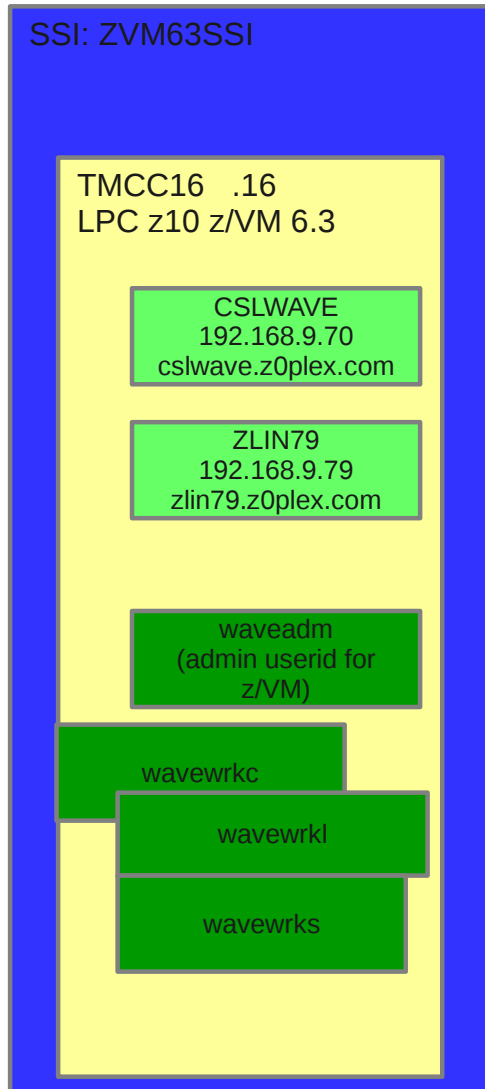 SSI: ZVM63SSI
TMCC16 .16
LPC z10 z/VM 6.3
CSLWAVE
192.168.9.70
cslwave.z0plex.com
ZLIN79
192.168.9.79
zlin79.z0plex.com
waveadm
(admin userid for
z/VM)
wavewrkc
wavewrkl
wavewrks